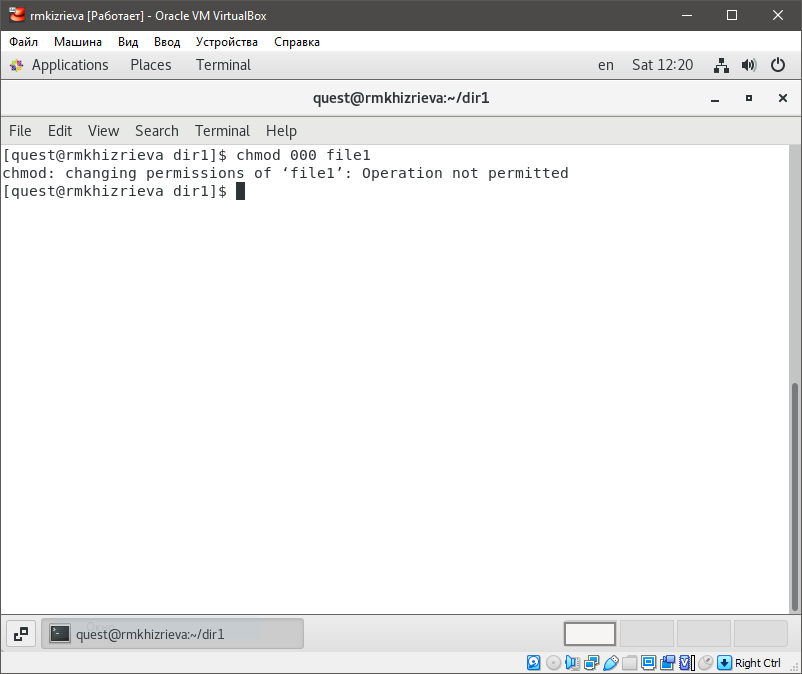 rmkizrieva [Работает] - Oracle VM VirtualBox
Файл Машина Вид Ввод Устройства Справка
Applications Places Terminal en Sat 12:20
quest@rmkhizrieva:~/dir1
File Edit View Search Terminal Help
[quest@rmkhizrieva dir1]$ chmod 000 file1
chmod: changing permissions of ‘file1’: Operation not permitted
[quest@rmkhizrieva dir1]$
quest@rmkhizrieva:~/dir1
Right Ctrl